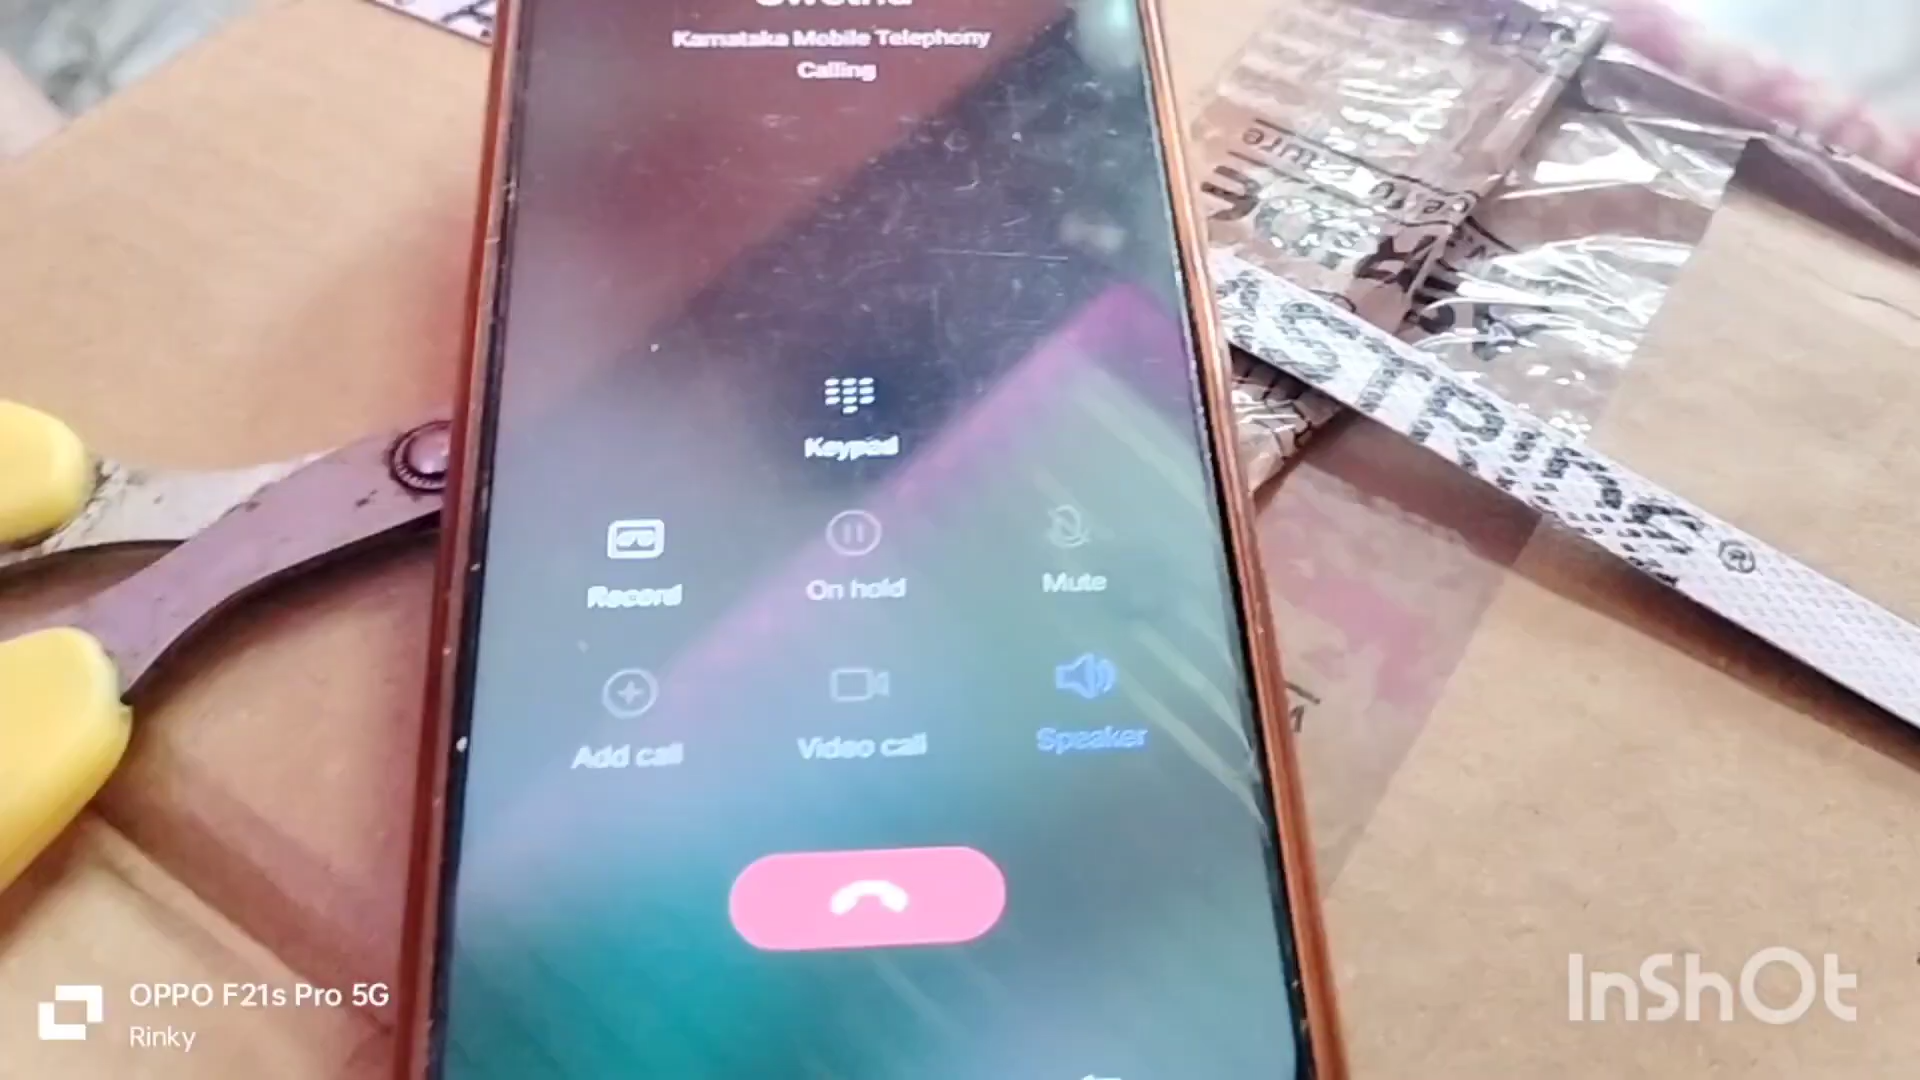 Karnataka Mobile Telephony
Calling
Keypad
Record
On hold
Mute
Add call
Video call
Speaker
STRIKS®
OPPO F21s Pro 5G
Rinky
InShOt